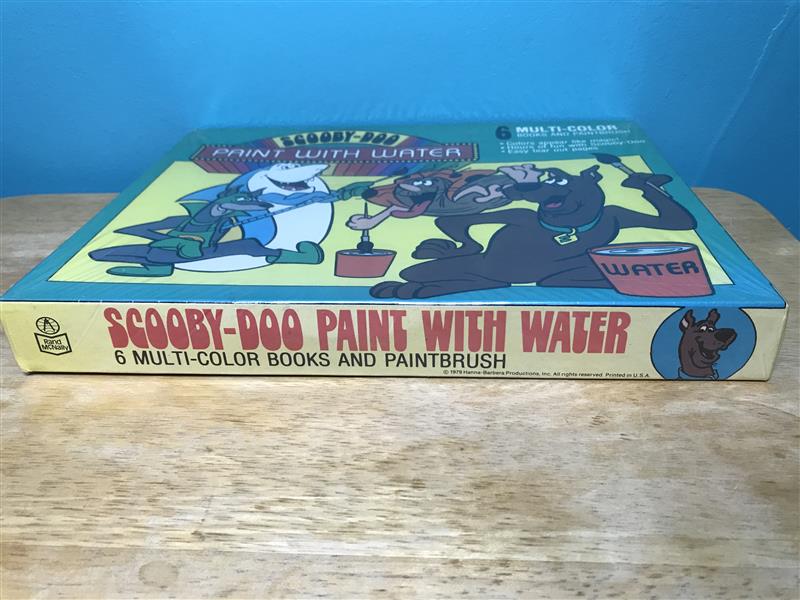 SCOOBY-DOO
PAINT WITH WATER
6 MULTI-COLOR
BOOKS AND PAINTBRUSH
• Colors appear like magic!
• Hours of fun with Scooby-Doo
• Easy tear out pages
WATER
Rand
McNally
SCOOBY-DOO PAINT WITH WATER
6 MULTI-COLOR BOOKS AND PAINTBRUSH
© 1979 Hanna-Barbera Productions, Inc. All rights reserved. Printed in U.S.A.